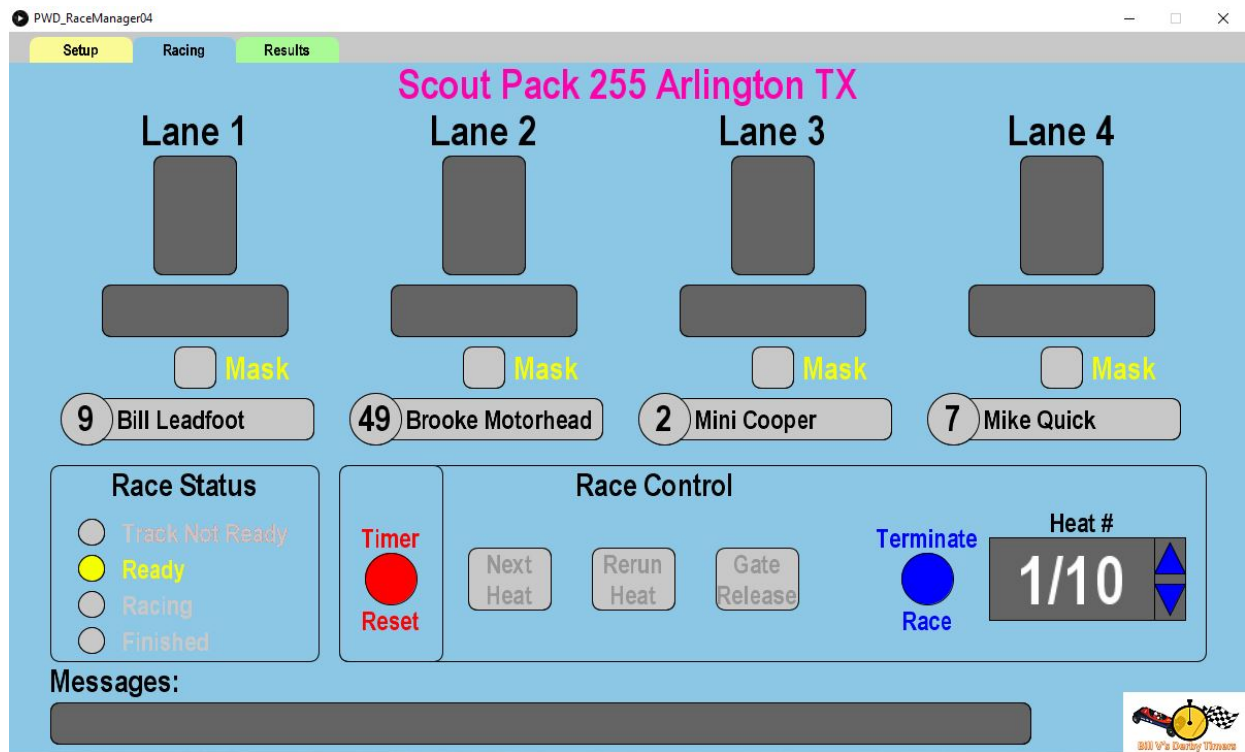 PWD_RaceManager04
Setup Racing Results
Scout Pack 255 Arlington TX
Lane 1 Lane 2 Lane 3 Lane 4
Mask Mask Mask Mask
9 Bill Leadfoot 49 Brooke Motorhead 2 Mini Cooper 7 Mike Quick
Race Status
Track Not Ready
Ready
Racing
Finished
Race Control
Timer
Reset
Next
Heat
Rerun
Heat
Gate
Release
Terminate
Race
Heat #
1/10
Messages:
Bill V's Derby Timers